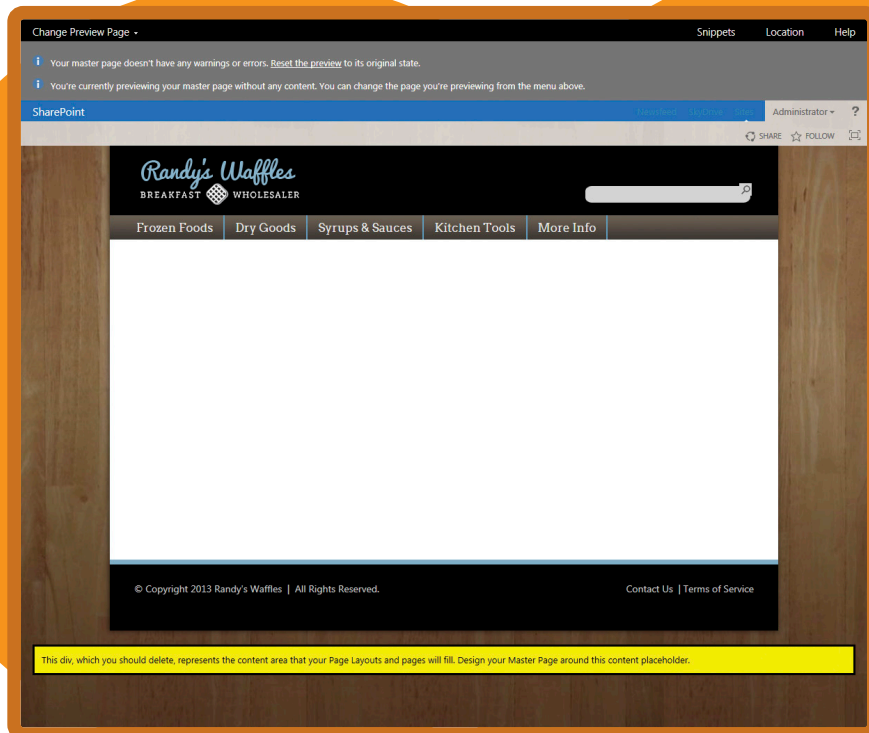 Change Preview Page
Snippets Location Help
Your master page doesn't have any warnings or errors. Reset the preview to its original state.
You're currently previewing your master page without any content. You can change the page you're previewing from the menu above.
SharePoint Newsfeed SkyDrive Sites Administrator ?
SHARE FOLLOW
Randy's Waffles
BREAKFAST WHOLESALER
Frozen Foods Dry Goods Syrups & Sauces Kitchen Tools More Info
© Copyright 2013 Randy's Waffles | All Rights Reserved. Contact Us | Terms of Service
This div, which you should delete, represents the content area that your Page Layouts and pages will fill. Design your Master Page around this content placeholder.